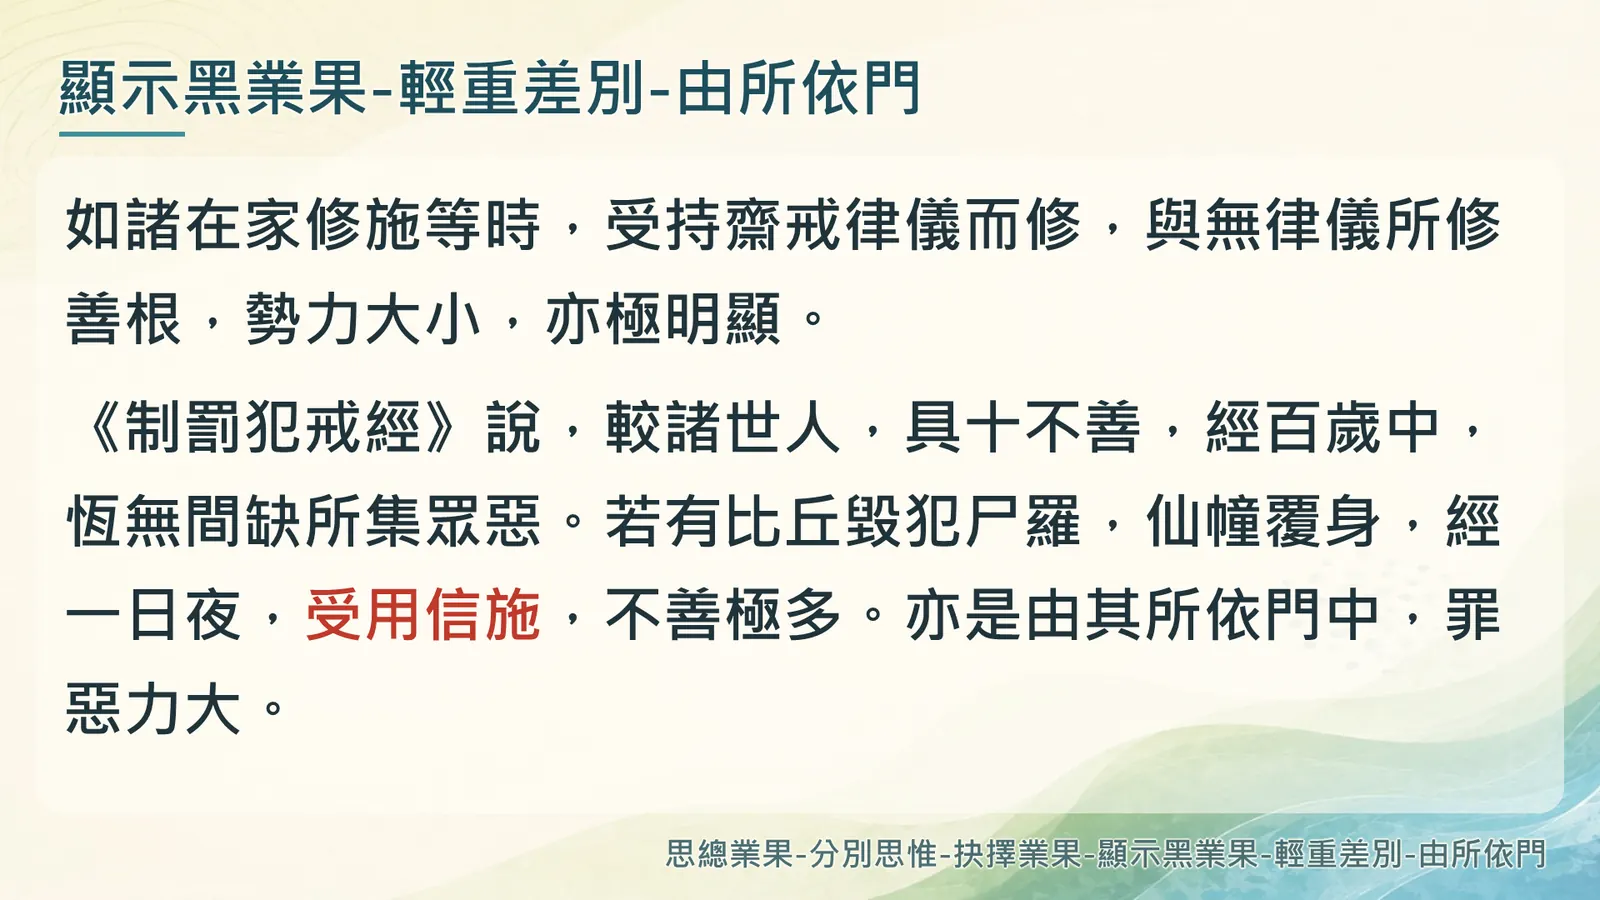 顯示黑業果-輕重差別-由所依門
如諸在家修施等時，受持齋戒律儀而修，與無律儀所修
善根，勢力大小，亦極明顯。
《制罰犯戒經》說，較諸世人，具十不善，經百歲中，
恆無間缺所集眾惡。若有比丘毀犯尸羅，仙幢覆身，經
一日夜，受用信施，不善極多。亦是由其所依門中，罪
惡力大。
思總業果-分別思惟-抉擇業果-顯示黑業果-輕重差別-由所依門